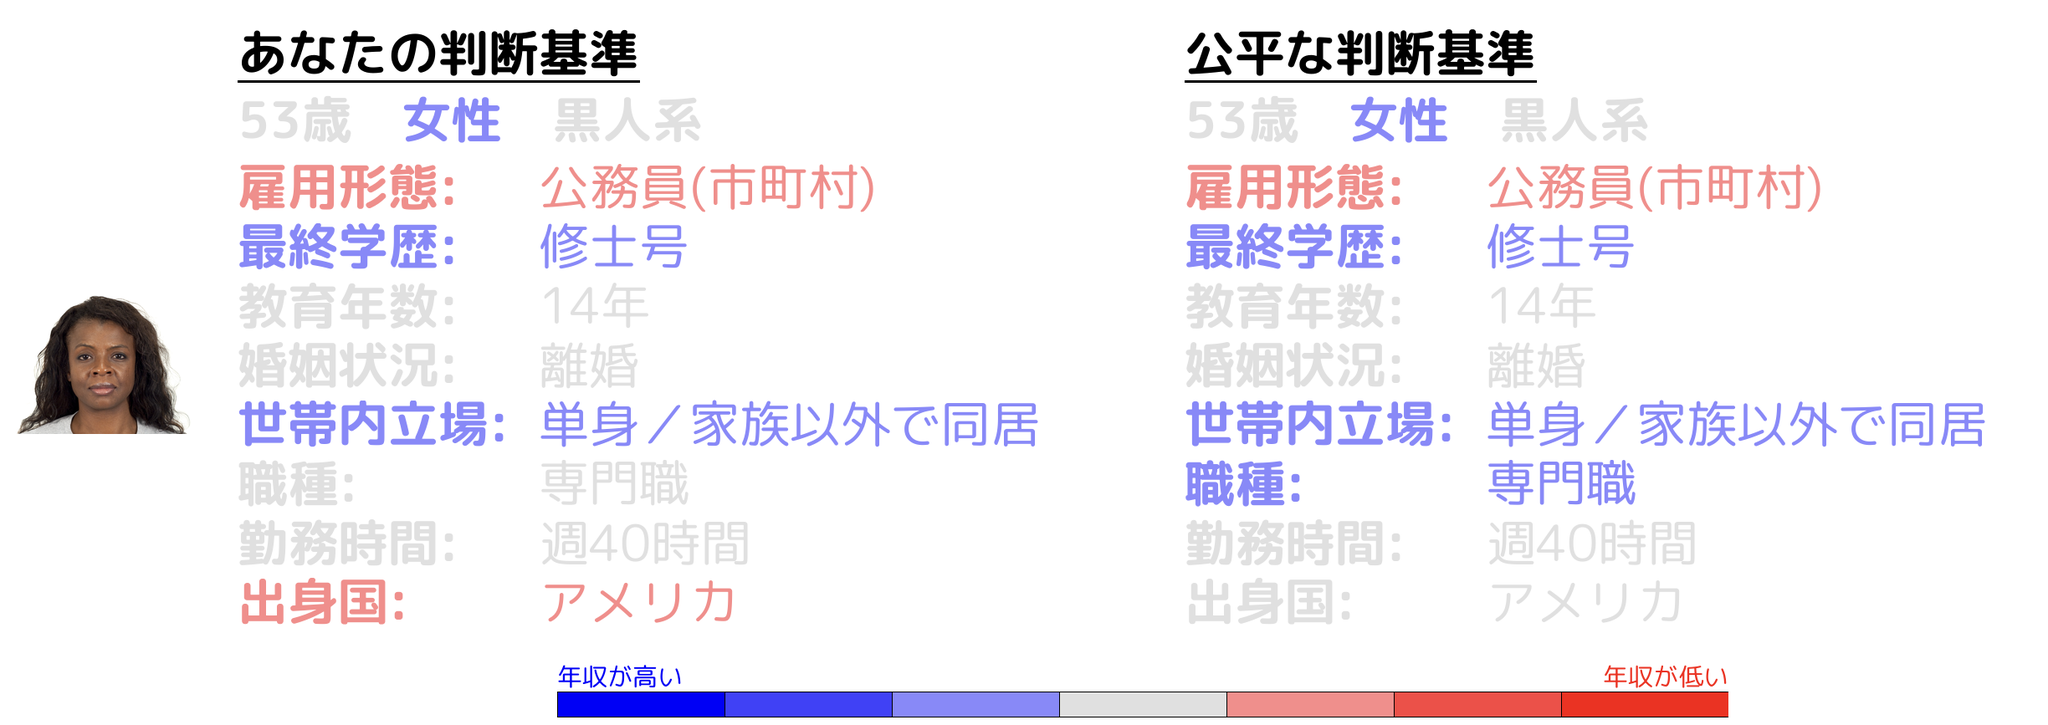 あなたの判断基準
53歳 女性 黒人系
雇用形態: 公務員(市町村)
最終学歴: 修士号
教育年数: 14年
婚姻状況: 離婚
世帯内立場: 単身／家族以外で同居
職種: 専門職
勤務時間: 週40時間
出身国: アメリカ
公平な判断基準
53歳 女性 黒人系
雇用形態: 公務員(市町村)
最終学歴: 修士号
教育年数: 14年
婚姻状況: 離婚
世帯内立場: 単身／家族以外で同居
職種: 専門職
勤務時間: 週40時間
出身国: アメリカ
年収が高い
年収が低い